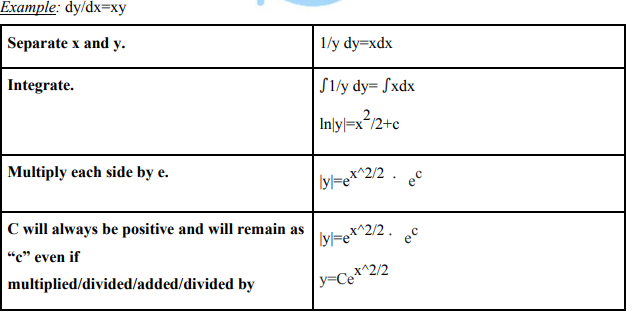 Example: dy/dx=xy
Separate x and y.
1/y dy=xdx
Integrate.
∫1/y dy= ∫xdx
ln|y|=x^2/2+c
Multiply each side by e.
|y|=e^x^2/2 . e^c
C will always be positive and will remain as
“c” even if
multiplied/divided/added/divided by
|y|=e^x^2/2 . e^c
y=Ce^x^2/2